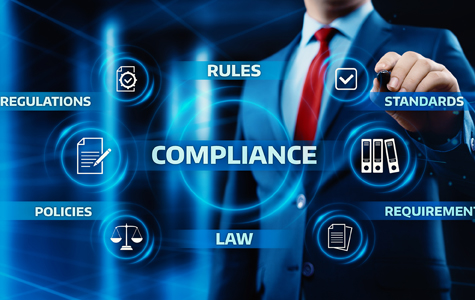 RULES
REGULATIONS
STANDARDS
COMPLIANCE
POLICIES
REQUIREMENT
LAW